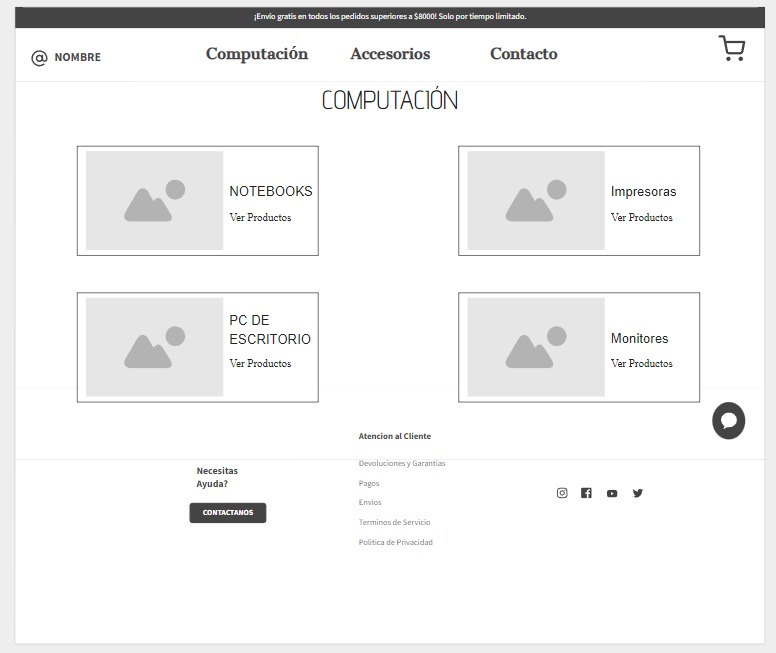 ¡Envío gratis en todos los pedidos superiores a $8000! Solo por tiempo limitado.
@ NOMBRE
Computación
Accesorios
Contacto
COMPUTACIÓN
NOTEBOOKS
Ver Productos
Impresoras
Ver Productos
PC DE
ESCRITORIO
Ver Productos
Monitores
Ver Productos
Necesitas
Ayuda?
CONTACTANOS
Atencion al Cliente
Devoluciones y Garantias
Pagos
Envios
Terminos de Servicio
Politica de Privacidad